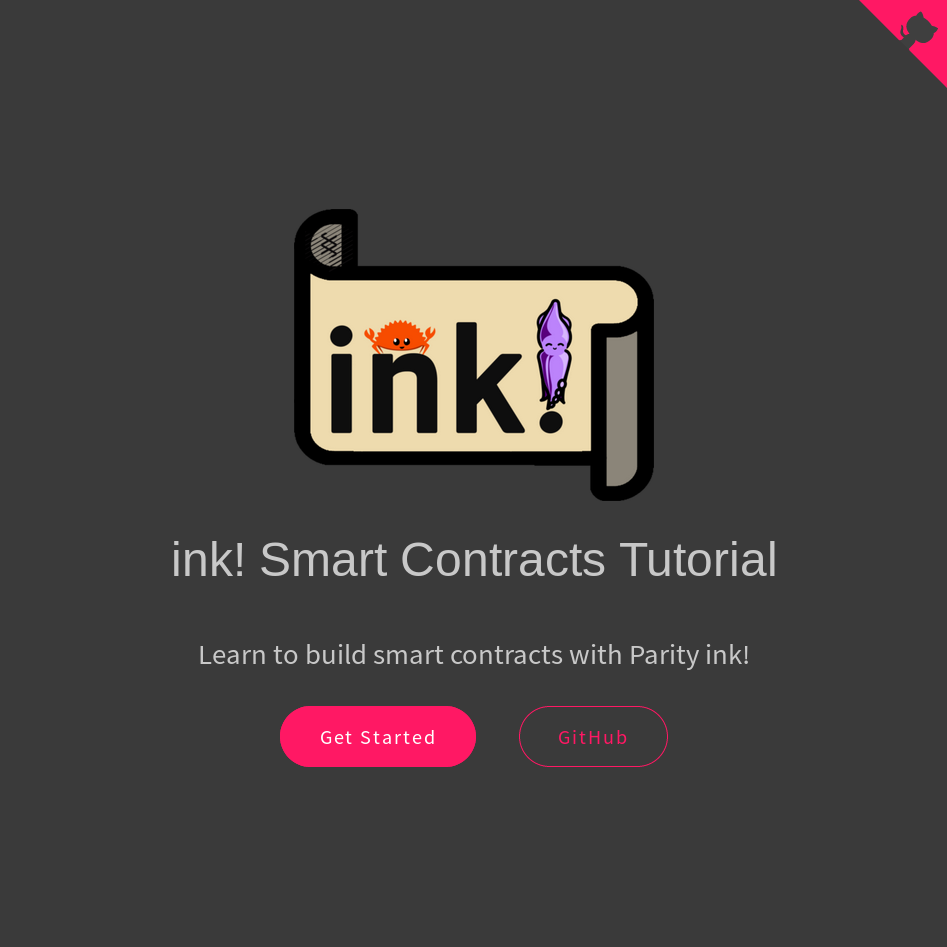 ink!
ink! Smart Contracts Tutorial
Learn to build smart contracts with Parity ink!
Get Started
GitHub